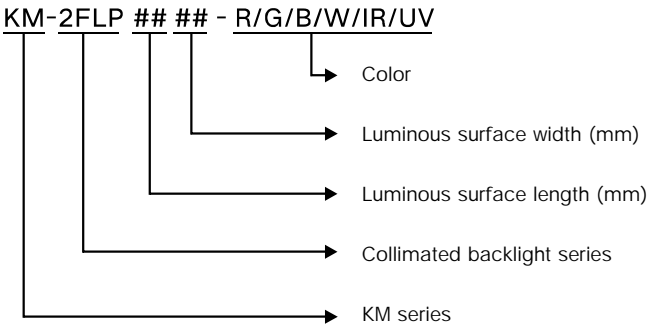 KM-2FLP ## ## - R/G/B/W/IR/UV
Color
Luminous surface width (mm)
Luminous surface length (mm)
Collimated backlight series
KM series